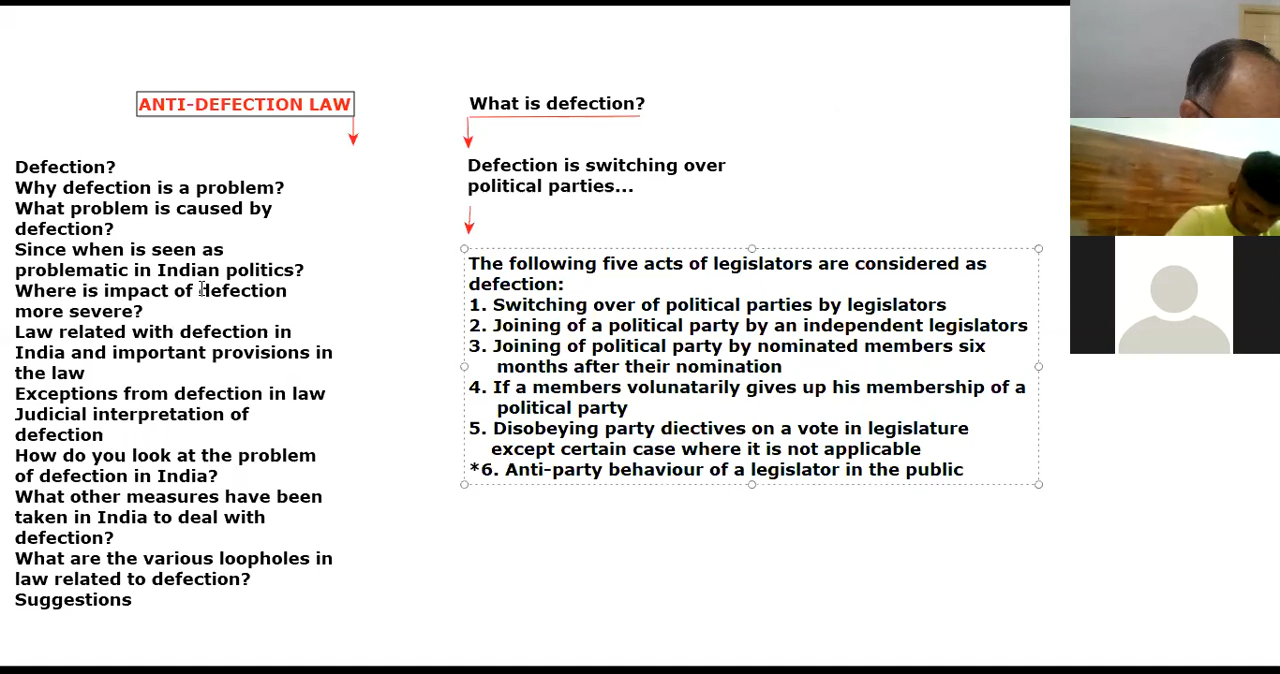 ANTI-DEFECTION LAW
Defection?
Why defection is a problem?
What problem is caused by
defection?
Since when is seen as
problematic in Indian politics?
Where is impact of defection
more severe?
Law related with defection in
India and important provisions in
the law
Exceptions from defection in law
Judicial interpretation of
defection
How do you look at the problem
of defection in India?
What other measures have been
taken in India to deal with
defection?
What are the various loopholes in
law related to defection?
Suggestions
What is defection?
Defection is switching over
political parties...
The following five acts of legislators are considered as
defection:
1. Switching over of political parties by legislators
2. Joining of a political party by an independent legislators
3. Joining of political party by nominated members six
months after their nomination
4. If a members volunatarily gives up his membership of a
political party
5. Disobeying party diectives on a vote in legislature
except certain case where it is not applicable
*6. Anti-party behaviour of a legislator in the public